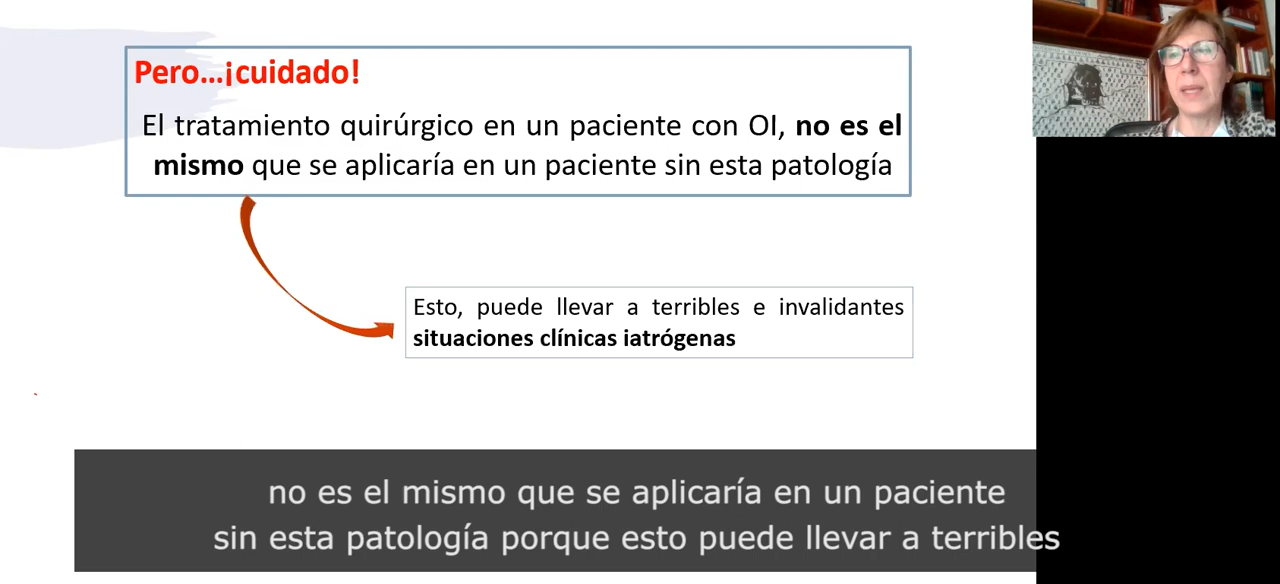 Pero...¡cuidado!
El tratamiento quirúrgico en un paciente con OI, no es el
mismo que se aplicaría en un paciente sin esta patología
Esto, puede llevar a terribles e invalidantes
situaciones clínicas iatrógenas
no es el mismo que se aplicaría en un paciente
sin esta patología porque esto puede llevar a terribles